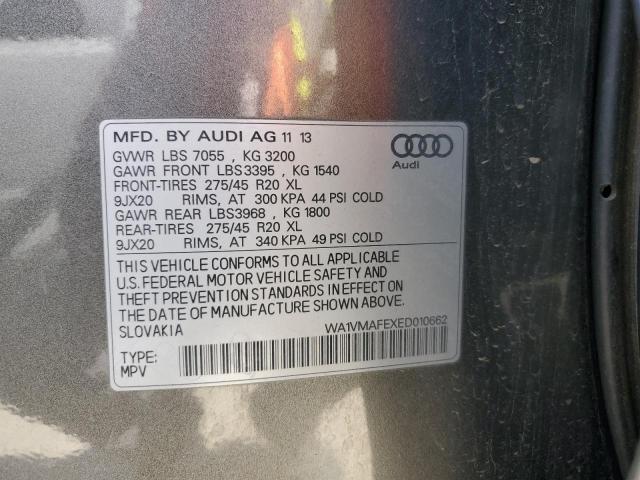 MFD. BY AUDI AG 11 13
GVWR LBS 7055 , KG 3200
GAWR FRONT LBS3395 , KG 1540
FRONT-TIRES 275/45 R20 XL
9JX20 RIMS, AT 300 KPA 44 PSI COLD
GAWR REAR LBS3968 , KG 1800
REAR-TIRES 275/45 R20 XL
9JX20 RIMS, AT 340 KPA 49 PSI COLD
Audi
THIS VEHICLE CONFORMS TO ALL APPLICABLE
U.S. FEDERAL MOTOR VEHICLE SAFETY AND
THEFT PREVENTION STANDARDS IN EFFECT ON
THE DATE OF MANUFACTURE SHOWN ABOVE.
SLOVAKIA
WA1VMAFEXED010662
TYPE:
MPV